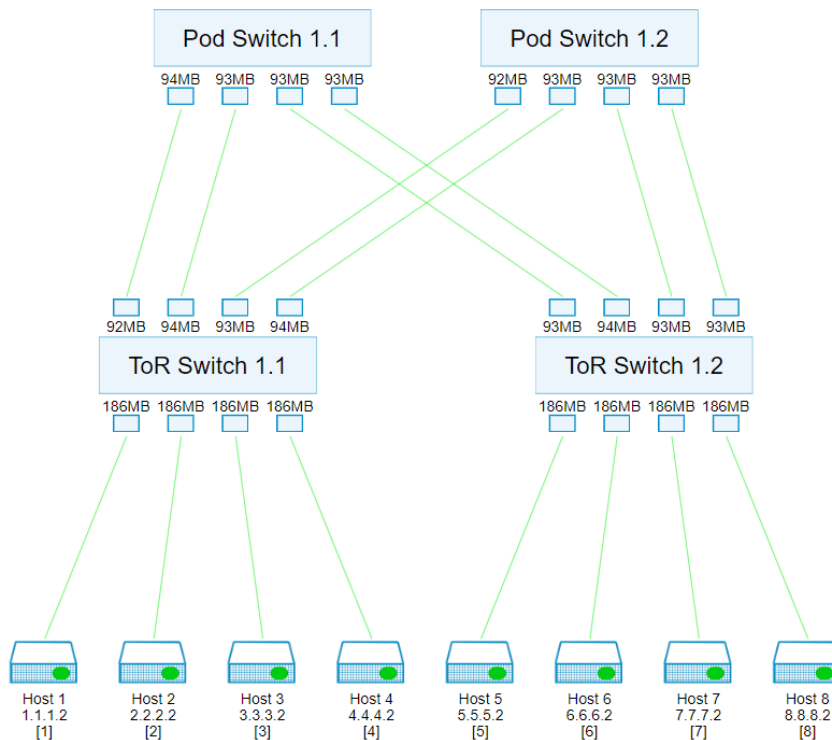 Pod Switch 1.1 Pod Switch 1.2
94MB 93MB 93MB 93MB 92MB 93MB 93MB 93MB
92MB 94MB 93MB 94MB 93MB 94MB 93MB 93MB
ToR Switch 1.1 ToR Switch 1.2
186MB 186MB 186MB 186MB 186MB 186MB 186MB 186MB
Host 1 Host 2 Host 3 Host 4 Host 5 Host 6 Host 7 Host 8
1.1.1.2 2.2.2.2 3.3.3.2 4.4.4.2 5.5.5.2 6.6.6.2 7.7.7.2 8.8.8.2
[1] [2] [3] [4] [5] [6] [7] [8]